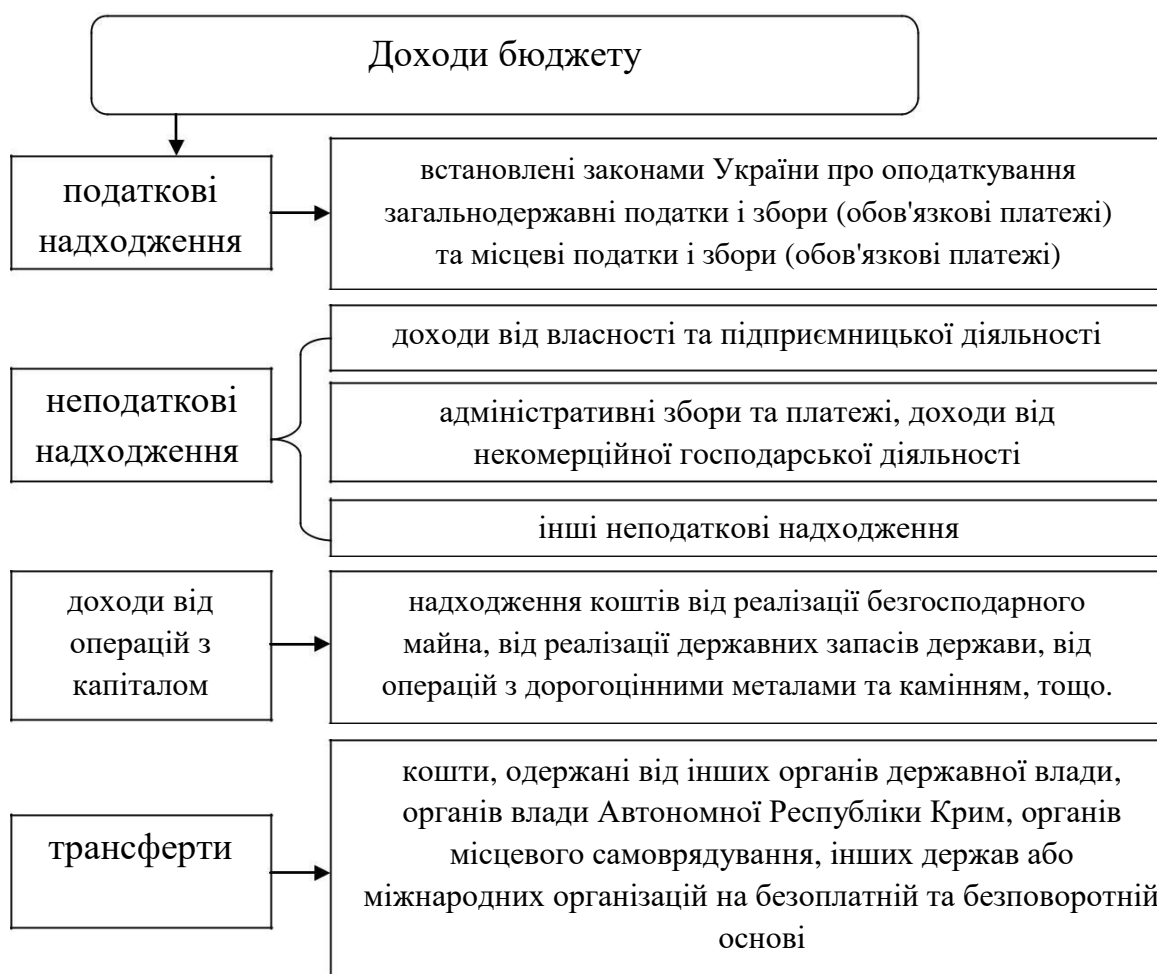 Доходи бюджету
податкові
надходження
встановлені законами України про оподаткування
загальнодержавні податки і збори (обов'язкові платежі)
та місцеві податки і збори (обов'язкові платежі)
неподаткові
надходження
доходи від власності та підприємницької діяльності
адміністративні збори та платежі, доходи від
некомерційної господарської діяльності
інші неподаткові надходження
доходи від
операцій з
капіталом
надходження коштів від реалізації безгосподарного
майна, від реалізації державних запасів держави, від
операцій з дорогоцінними металами та камінням, тощо.
трансферти
кошти, одержані від інших органів державної влади,
органів влади Автономної Республіки Крим, органів
місцевого самоврядування, інших держав або
міжнародних організацій на безоплатній та безповоротній
основі